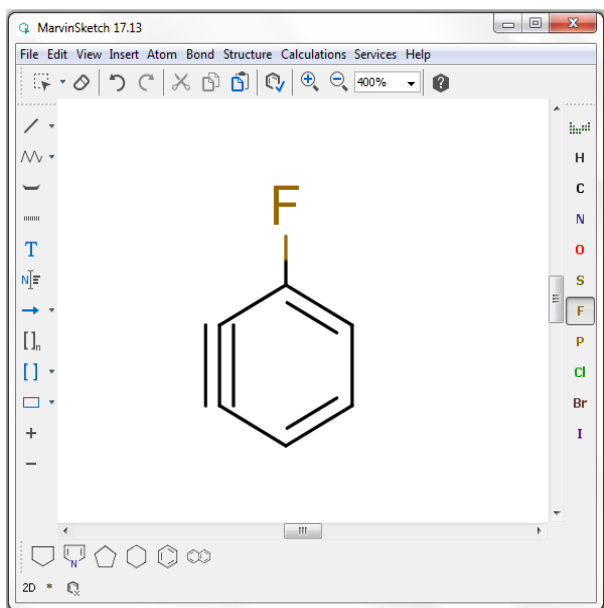 MarvinSketch 17.13
File Edit View Insert Atom Bond Structure Calculations Services Help
400%
?
H
C
T
N
O
N
S
F
F
[ ]n
P
[ ]
Cl
Br
I
F
N
2D *